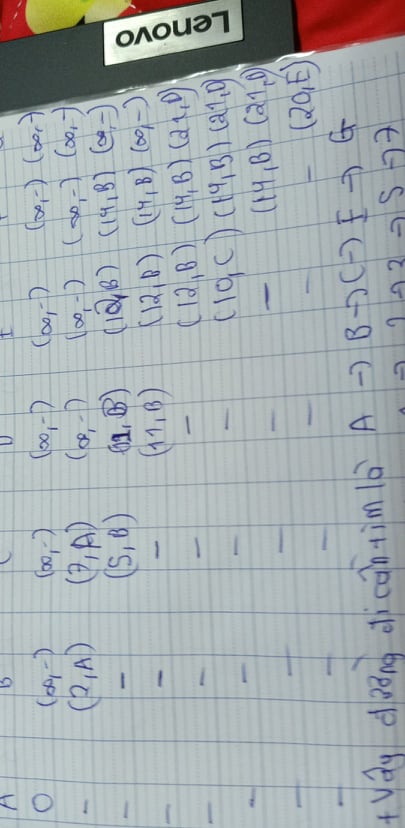 A B C D E
0 (∞,-) (∞,-) (∞,-) (∞,-) (∞,-) (∞,-)
- (2,A) (7,A) (∞,-) (∞,-) (∞,-) (∞,-)
- - (5,B) (11,B) (12,B) (14,B) (∞,-)
- - - (11,B) (12,B) (14,B) (∞,-)
- - - - (12,B) (14,B) (21,D)
- - - - (10,C) (14,B) (21,D)
- - - - - (14,B) (21,D)
- - - - - - (20,E)
+ Vậy đường đi cần tìm là A → B → C → E → G
→ 2 → 3 → 5 → 7
Lenovo